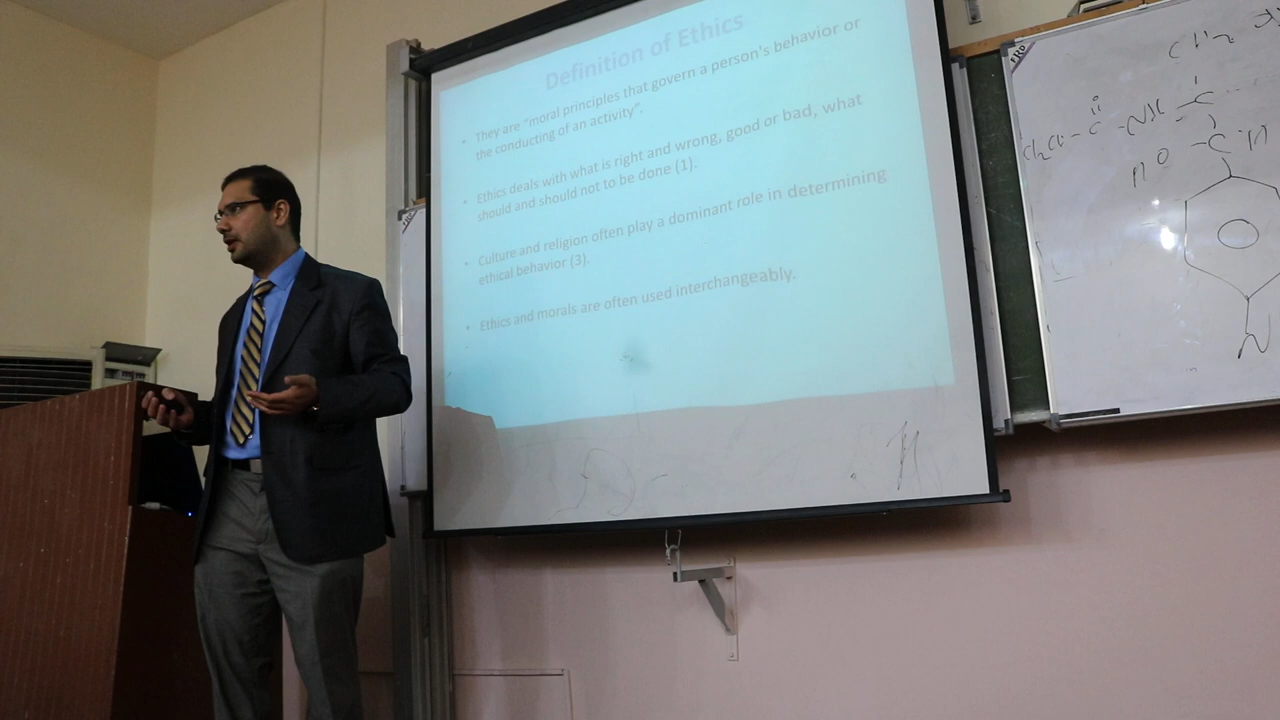 Definition of Ethics
• They are "moral principles that govern a person's behavior or
the conducting of an activity".
• Ethics deals with what is right and wrong, good or bad, what
should and should not to be done (1).
• Culture and religion often play a dominant role in determining
ethical behavior (3).
• Ethics and morals are often used interchangeably.